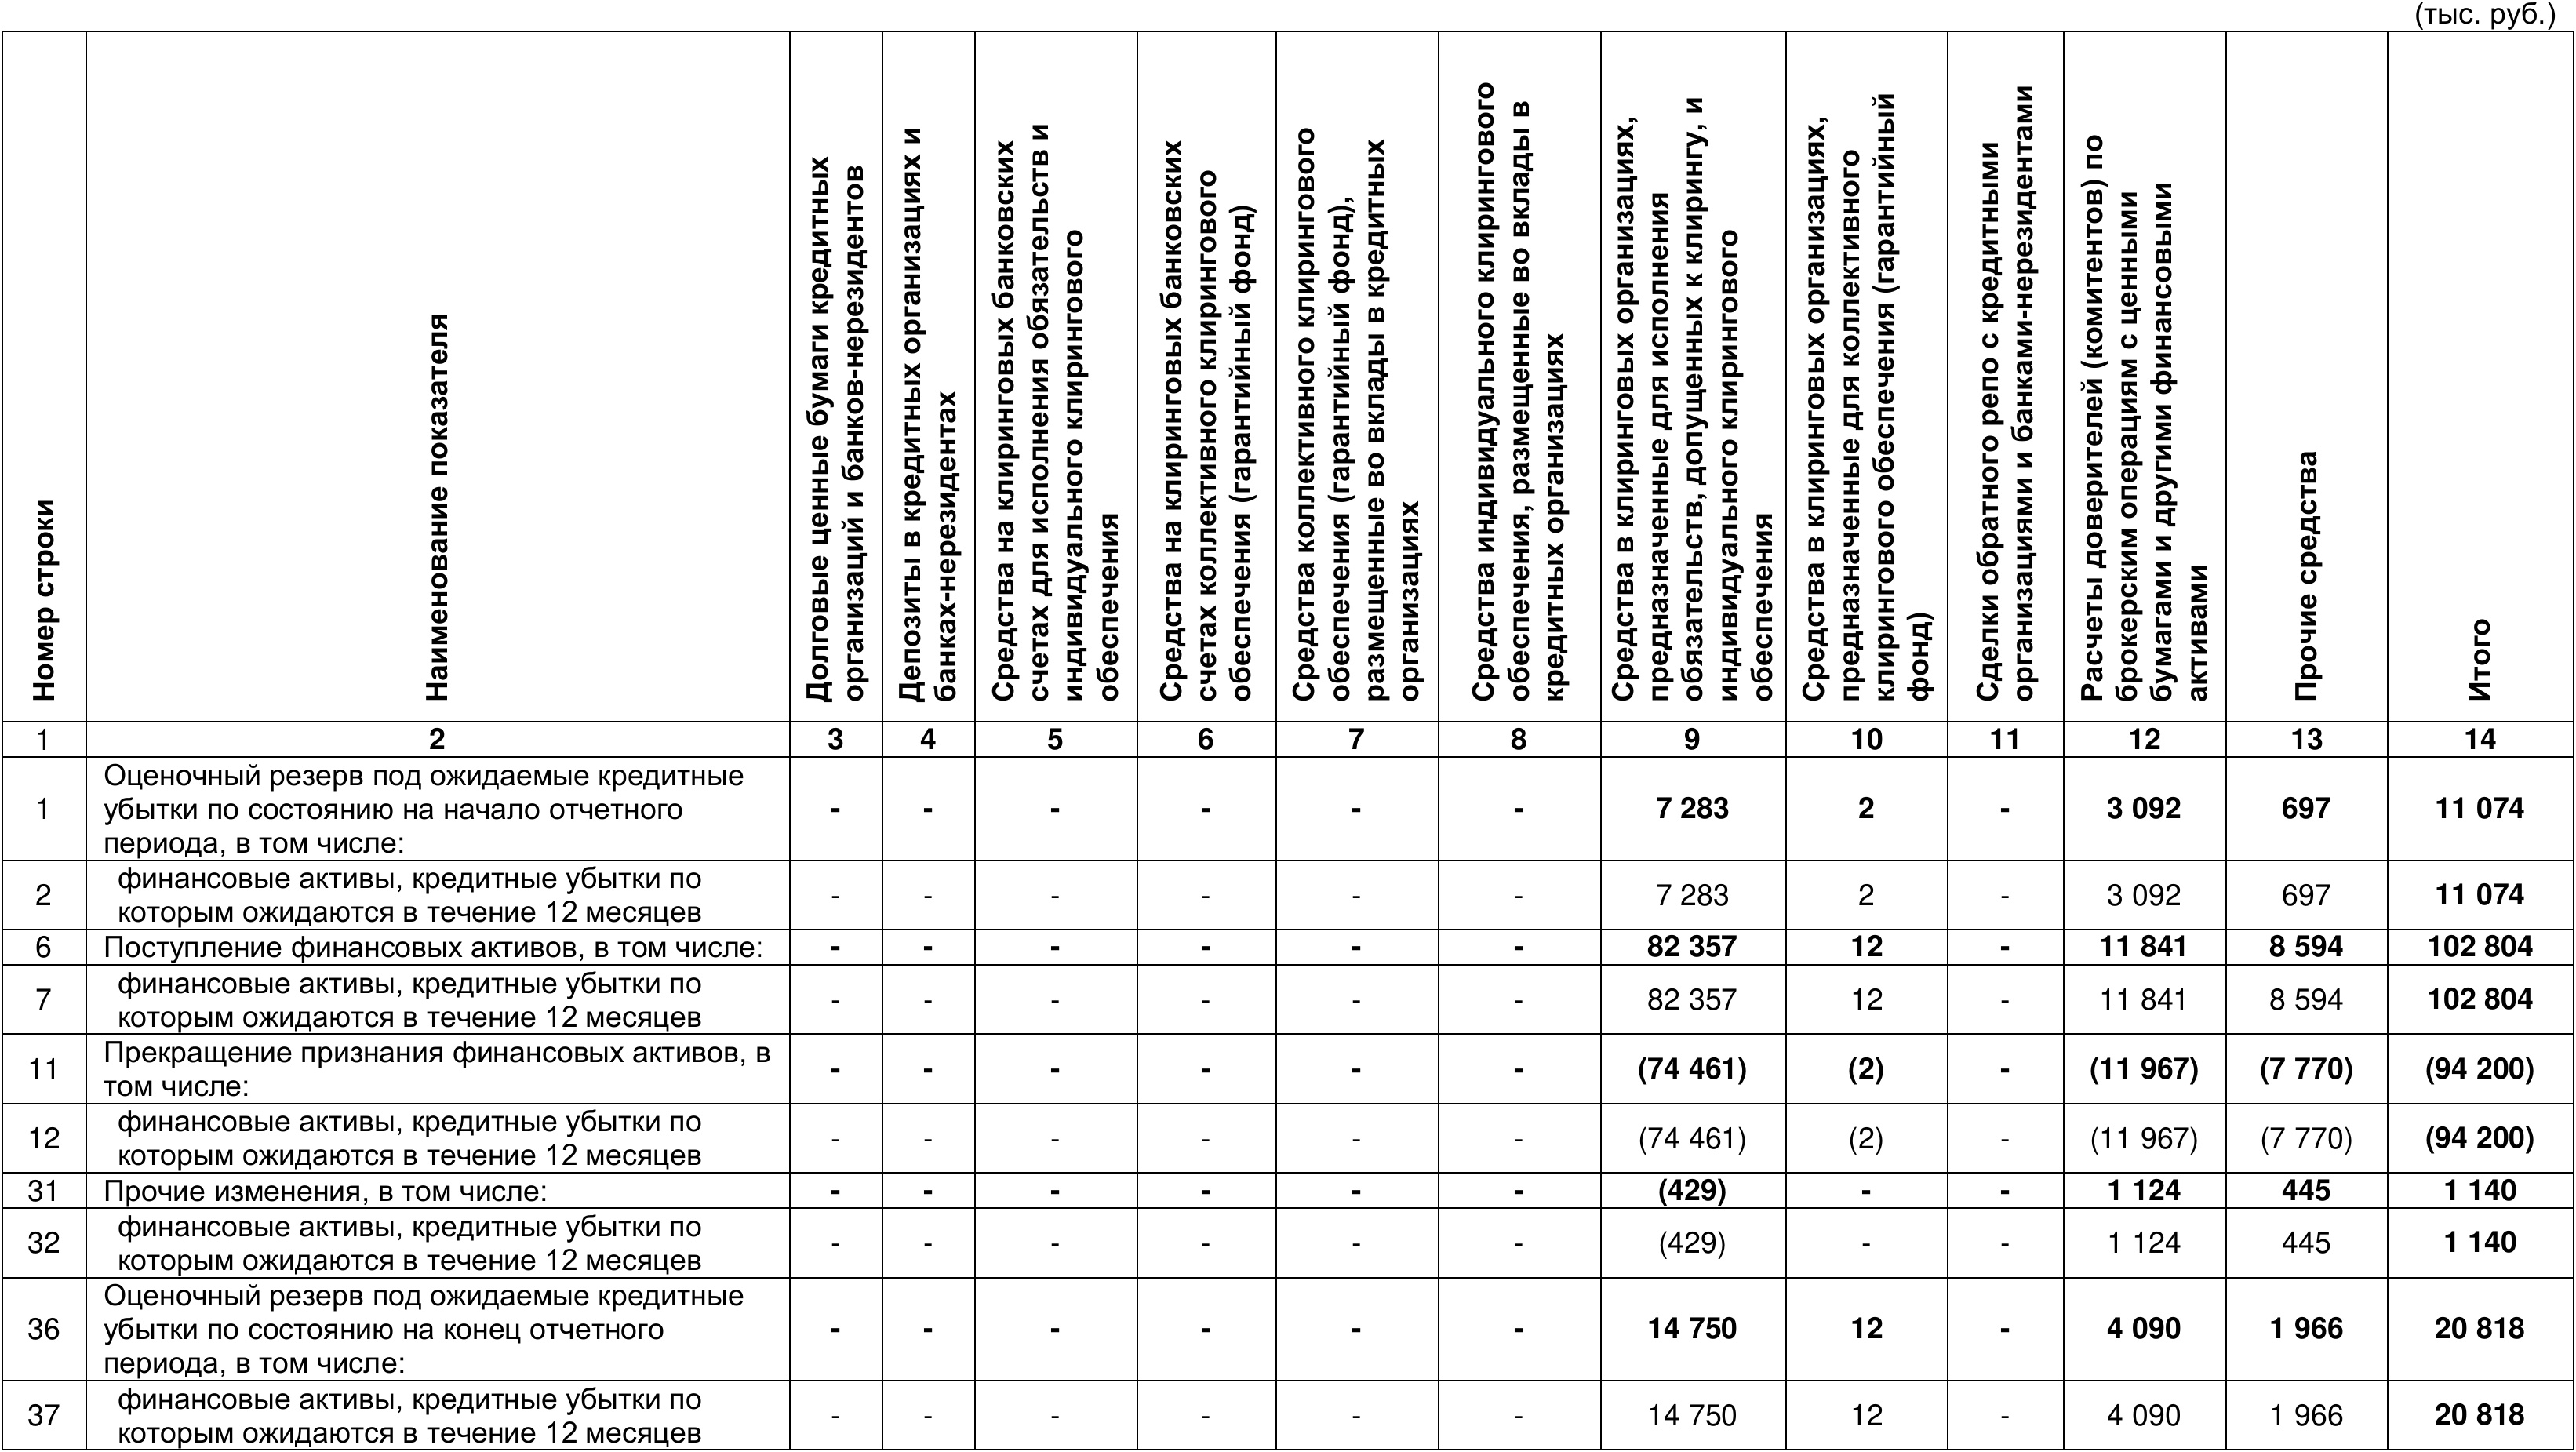 (тыс. руб.)
Номер строки
Наименование показателя
Долговые ценные бумаги кредитных
организаций и банков-нерезидентов
Депозиты в кредитных организациях и
банках-нерезидентах
Средства на клиринговых банковских
счетах для исполнения обязательств и
индивидуального клирингового
обеспечения
Средства на клиринговых банковских
счетах коллективного клирингового
обеспечения (гарантийный фонд)
Средства коллективного клирингового
обеспечения (гарантийный фонд),
размещенные во вклады в кредитных
организациях
Средства индивидуального клирингового
обеспечения, размещенные во вклады в
кредитных организациях
Средства в клиринговых организациях,
предназначенные для исполнения
обязательств, допущенных к клирингу, и
индивидуального клирингового
обеспечения
Средства в клиринговых организациях,
предназначенные для коллективного
клирингового обеспечения (гарантийный
фонд)
Сделки обратного репо с кредитными
организациями и банками-нерезидентами
Расчеты доверителей (комитентов) по
брокерским операциям с ценными
бумагами и другими финансовыми
активами
Прочие средства
Итого
1 2 3 4 5 6 7 8 9 10 11 12 13 14
Оценочный резерв под ожидаемые кредитные
1 убытки по состоянию на начало отчетного - - - - - - 7 283 2 - 3 092 697 11 074
периода, в том числе:
финансовые активы, кредитные убытки по
2 которым ожидаются в течение 12 месяцев - - - - - - 7 283 2 - 3 092 697 11 074
6 Поступление финансовых активов, в том числе: - - - - - - 82 357 12 - 11 841 8 594 102 804
финансовые активы, кредитные убытки по
7 которым ожидаются в течение 12 месяцев - - - - - - 82 357 12 - 11 841 8 594 102 804
Прекращение признания финансовых активов, в
11 том числе: - - - - - - (74 461) (2) - (11 967) (7 770) (94 200)
финансовые активы, кредитные убытки по
12 которым ожидаются в течение 12 месяцев - - - - - - (74 461) (2) - (11 967) (7 770) (94 200)
31 Прочие изменения, в том числе: - - - - - - (429) - - 1 124 445 1 140
финансовые активы, кредитные убытки по
32 которым ожидаются в течение 12 месяцев - - - - - - (429) - - 1 124 445 1 140
Оценочный резерв под ожидаемые кредитные
36 убытки по состоянию на конец отчетного - - - - - - 14 750 12 - 4 090 1 966 20 818
периода, в том числе:
финансовые активы, кредитные убытки по
37 которым ожидаются в течение 12 месяцев - - - - - - 14 750 12 - 4 090 1 966 20 818